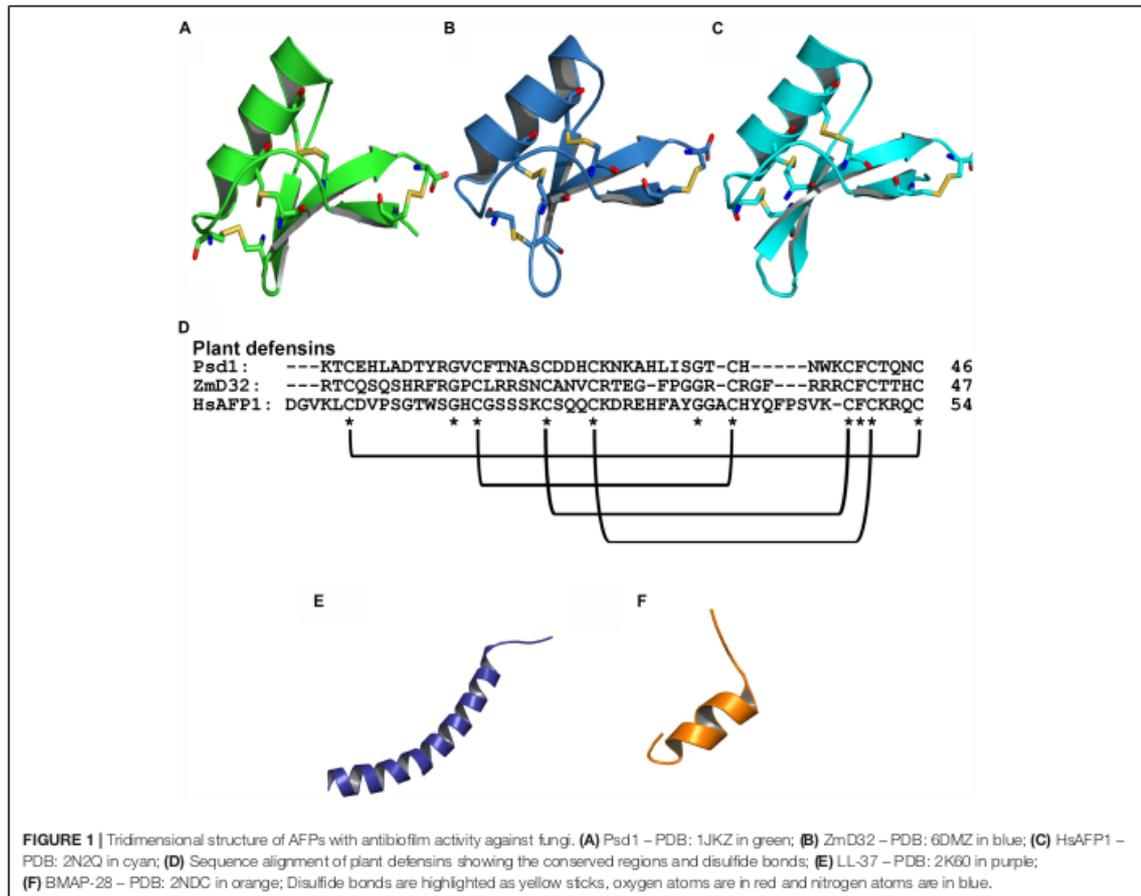 A B C
D
Plant defensins
Psd1: ---KTCEHLADTYRGVCFTNASCDDHCKNKAHLISGT-CH-----NWKCFCTQNC 46
ZmD32: ---RTCQSQSHRFRGPCLRRSNCANVCRTEG-FPGGR-CRGF--RRRCFCTTHC 47
HsAFP1: DGVKLCDVPSGTWSGHCGSSSKCSQQCKDREHFAYGGACHYQFPSVK-CFCKRQC 54
* * * * * * * *** *
E F
FIGURE 1 | Tridimensional structure of AFPs with antibiofilm activity against fungi. (A) Psd1 – PDB: 1JKZ in green; (B) ZmD32 – PDB: 6DMZ in blue; (C) HsAFP1 –
PDB: 2N2Q in cyan; (D) Sequence alignment of plant defensins showing the conserved regions and disulfide bonds; (E) LL-37 – PDB: 2K60 in purple;
(F) BMAP-28 – PDB: 2NDC in orange; Disulfide bonds are highlighted as yellow sticks, oxygen atoms are in red and nitrogen atoms are in blue.